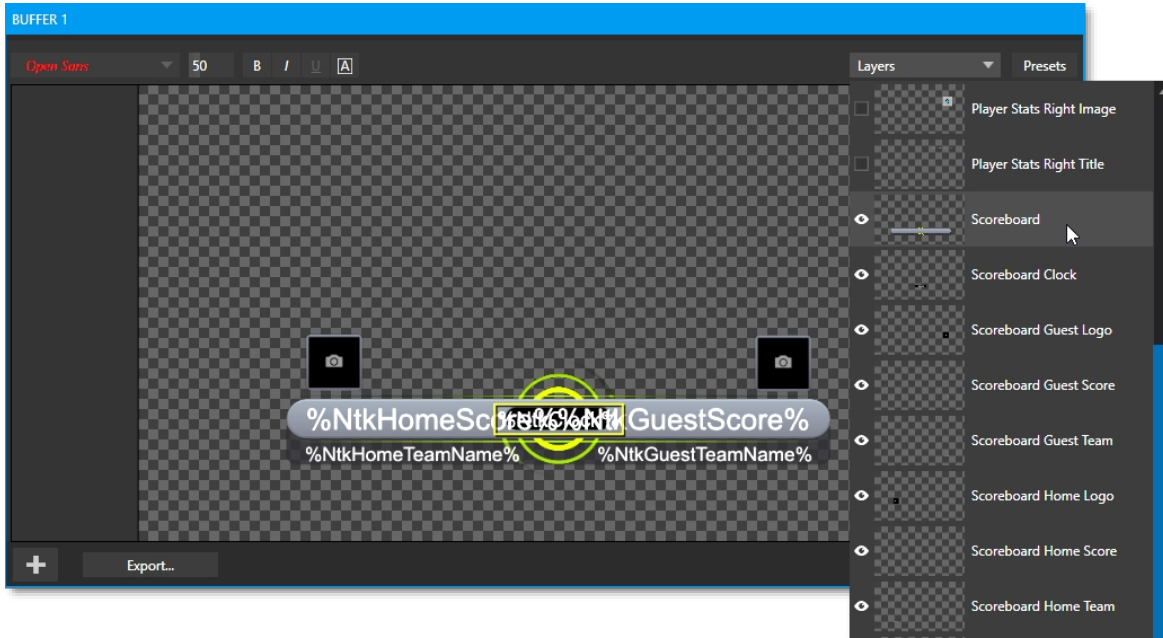 BUFFER 1
Open Sans
50
B I U A
Layers
Presets
Player Stats Right Image
Player Stats Right Title
Scoreboard
Scoreboard Clock
Scoreboard Guest Logo
Scoreboard Guest Score
Scoreboard Guest Team
Scoreboard Home Logo
Scoreboard Home Score
Scoreboard Home Team
%NtkHomeTeamName%
%NtkGuestTeamName%
Export...